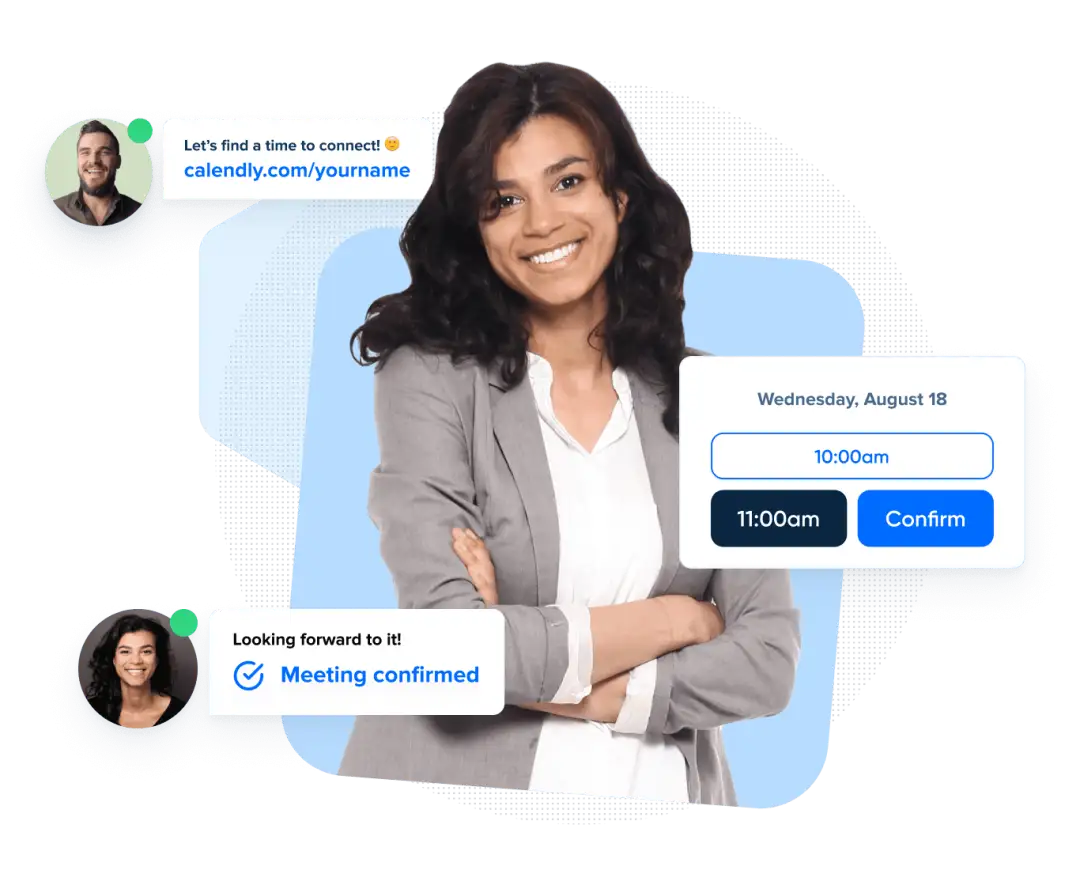 Let's find a time to connect! 🙂
calendly.com/yourname
Wednesday, August 18
10:00am
11:00am
Confirm
Looking forward to it!
Meeting confirmed